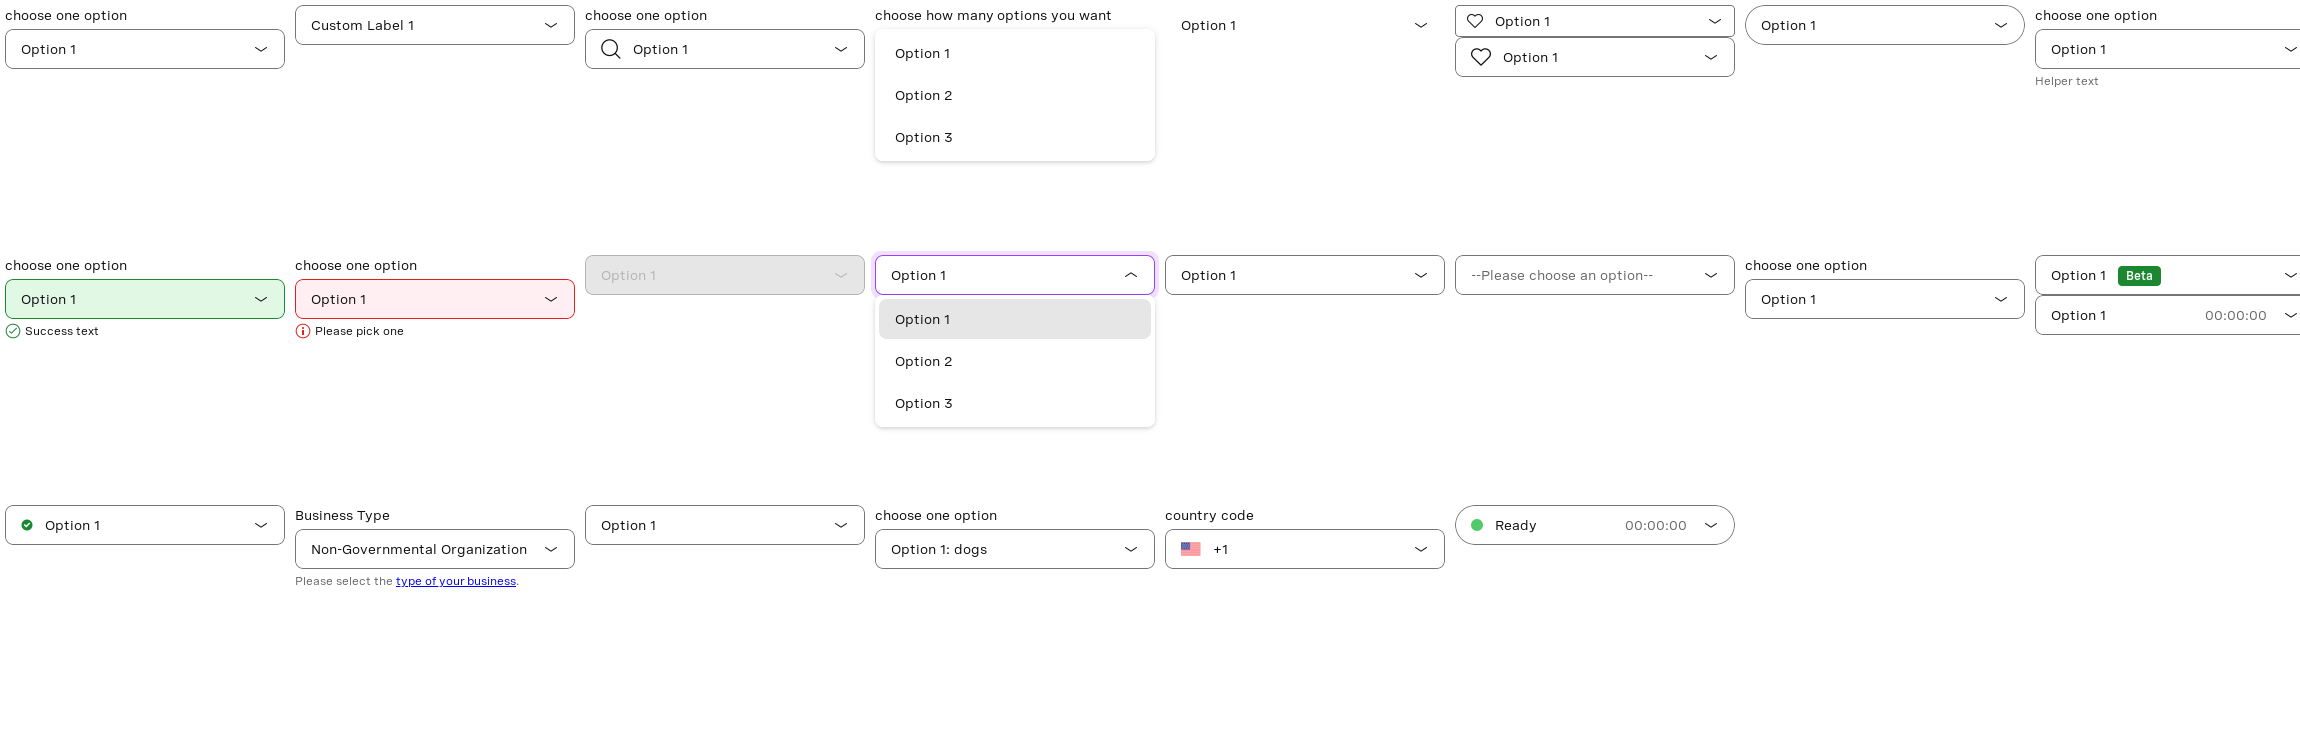 choose one option
Option 1
Custom Label 1
choose one option
Option 1
choose how many options you want
Option 1
Option 2
Option 3
Option 1
Option 1
Option 1
Option 1
choose one option
Option 1
Helper text
choose one option
Option 1
Success text
choose one option
Option 1
Please pick one
Option 1
Option 1
Option 1
Option 2
Option 3
Option 1
--Please choose an option--
choose one option
Option 1
Option 1 Beta
Option 1 00:00:00
Option 1
Business Type
Non-Governmental Organization
Please select the type of your business.
Option 1
choose one option
Option 1: dogs
country code
+1
Ready 00:00:00